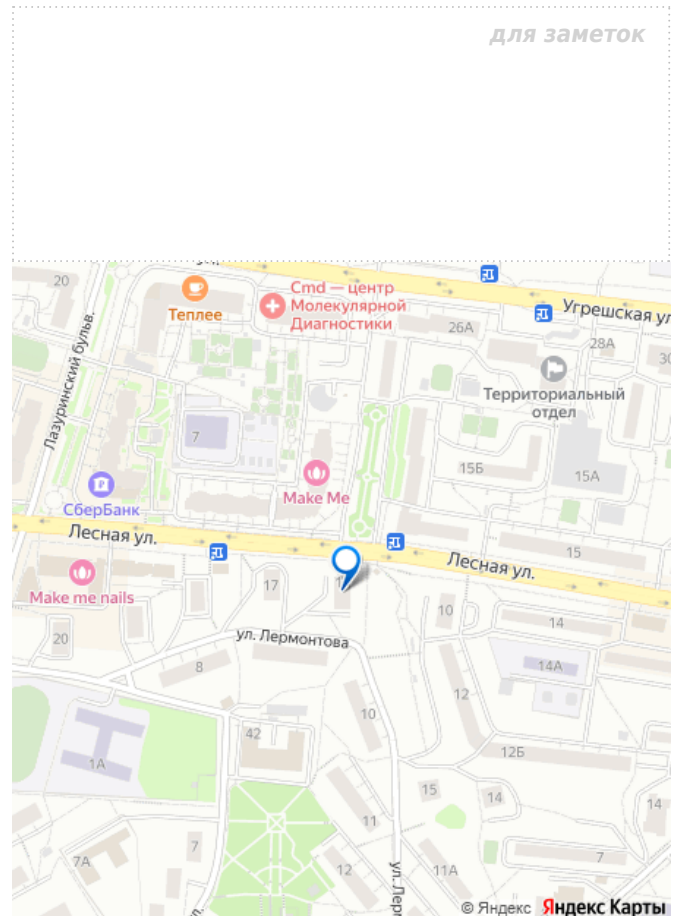 для заметок
20
Теплее
Cmd — центр
Молекулярной
Диагностики
Угрешская ул
26А
28А
30
Лазуринский бульв.
Территориальный
отдел
7
15Б
15А
Make Me
СберБанк
Лесная ул.
Лесная ул.
15
17
Make me nails
10
14
20
ул. Лермонтова
8
14А
12
10
42
12Б
1А
15
14
14
11
7
7А
12
11А
7
ул. Лер
© Яндекс Яндекс Карты